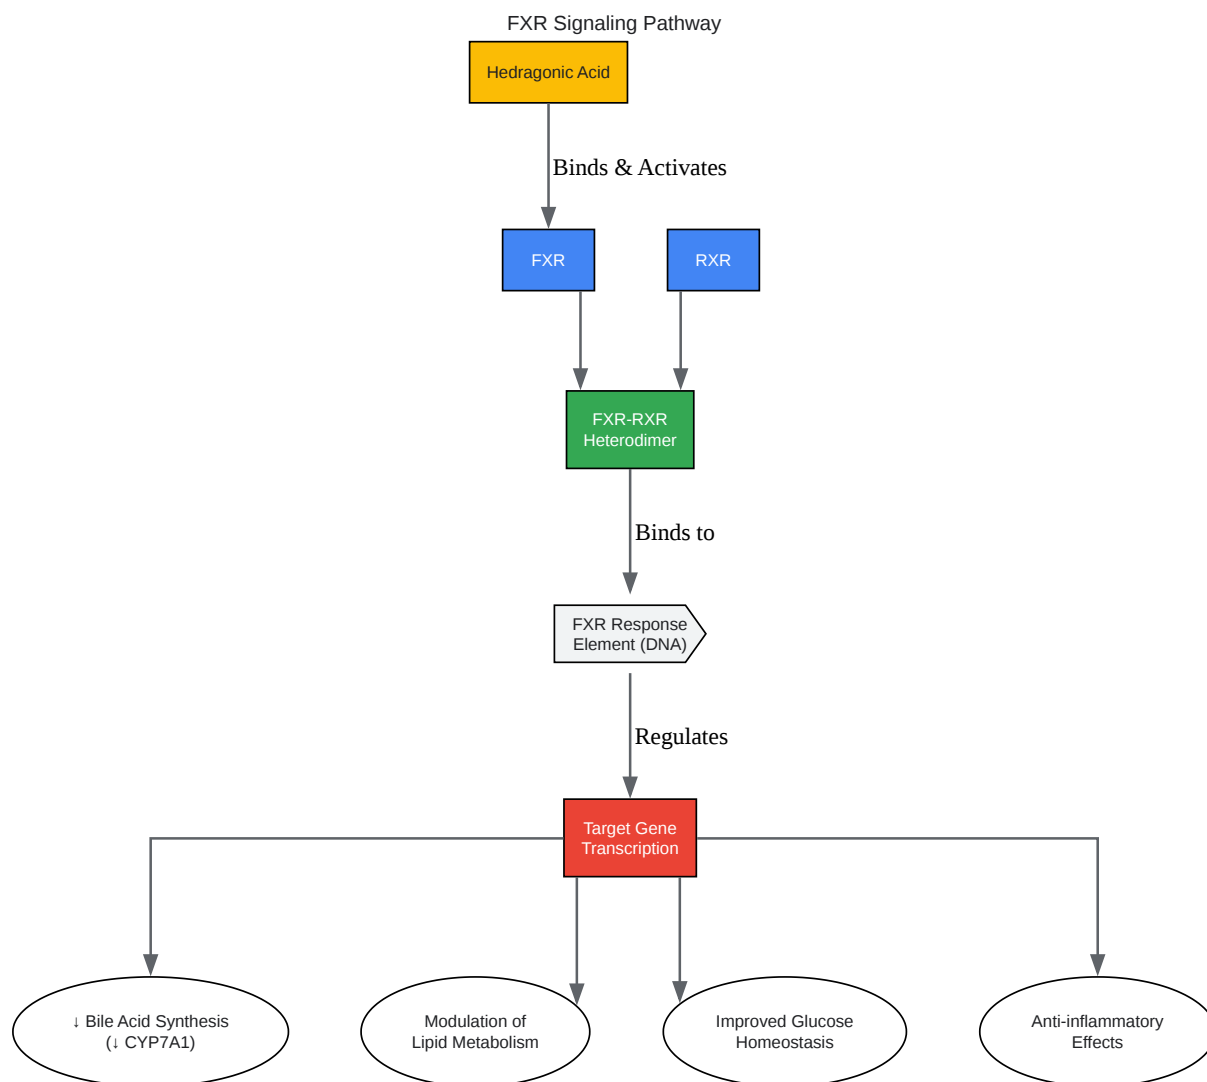 FXR Signaling Pathway
Hedragonic Acid
Binds & Activates
FXR
RXR
FXR-RXR
Heterodimer
Binds to
FXR Response
Element (DNA)
Regulates
Target Gene
Transcription
↓ Bile Acid Synthesis
(↓ CYP7A1)
Modulation of
Lipid Metabolism
Improved Glucose
Homeostasis
Anti-inflammatory
Effects